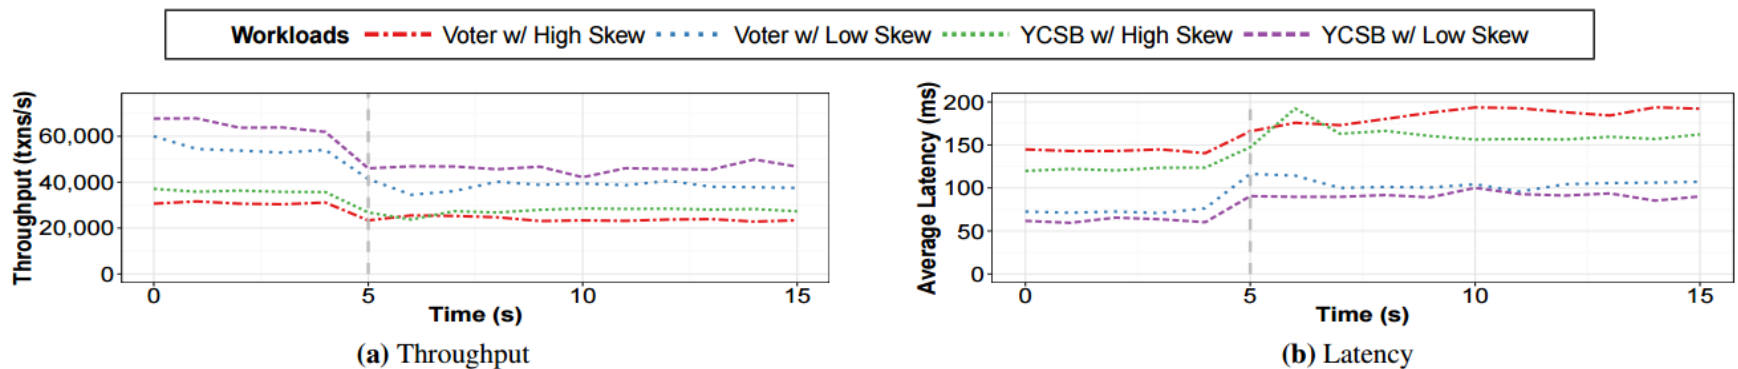 Workloads Voter w/ High Skew Voter w/ Low Skew YCSB w/ High Skew YCSB w/ Low Skew
Throughput (txns/s)
60,000
40,000
20,000
0
0 5 10 15
Time (s)
(a) Throughput
Average Latency (ms)
200
150
100
50
0
0 5 10 15
Time (s)
(b) Latency